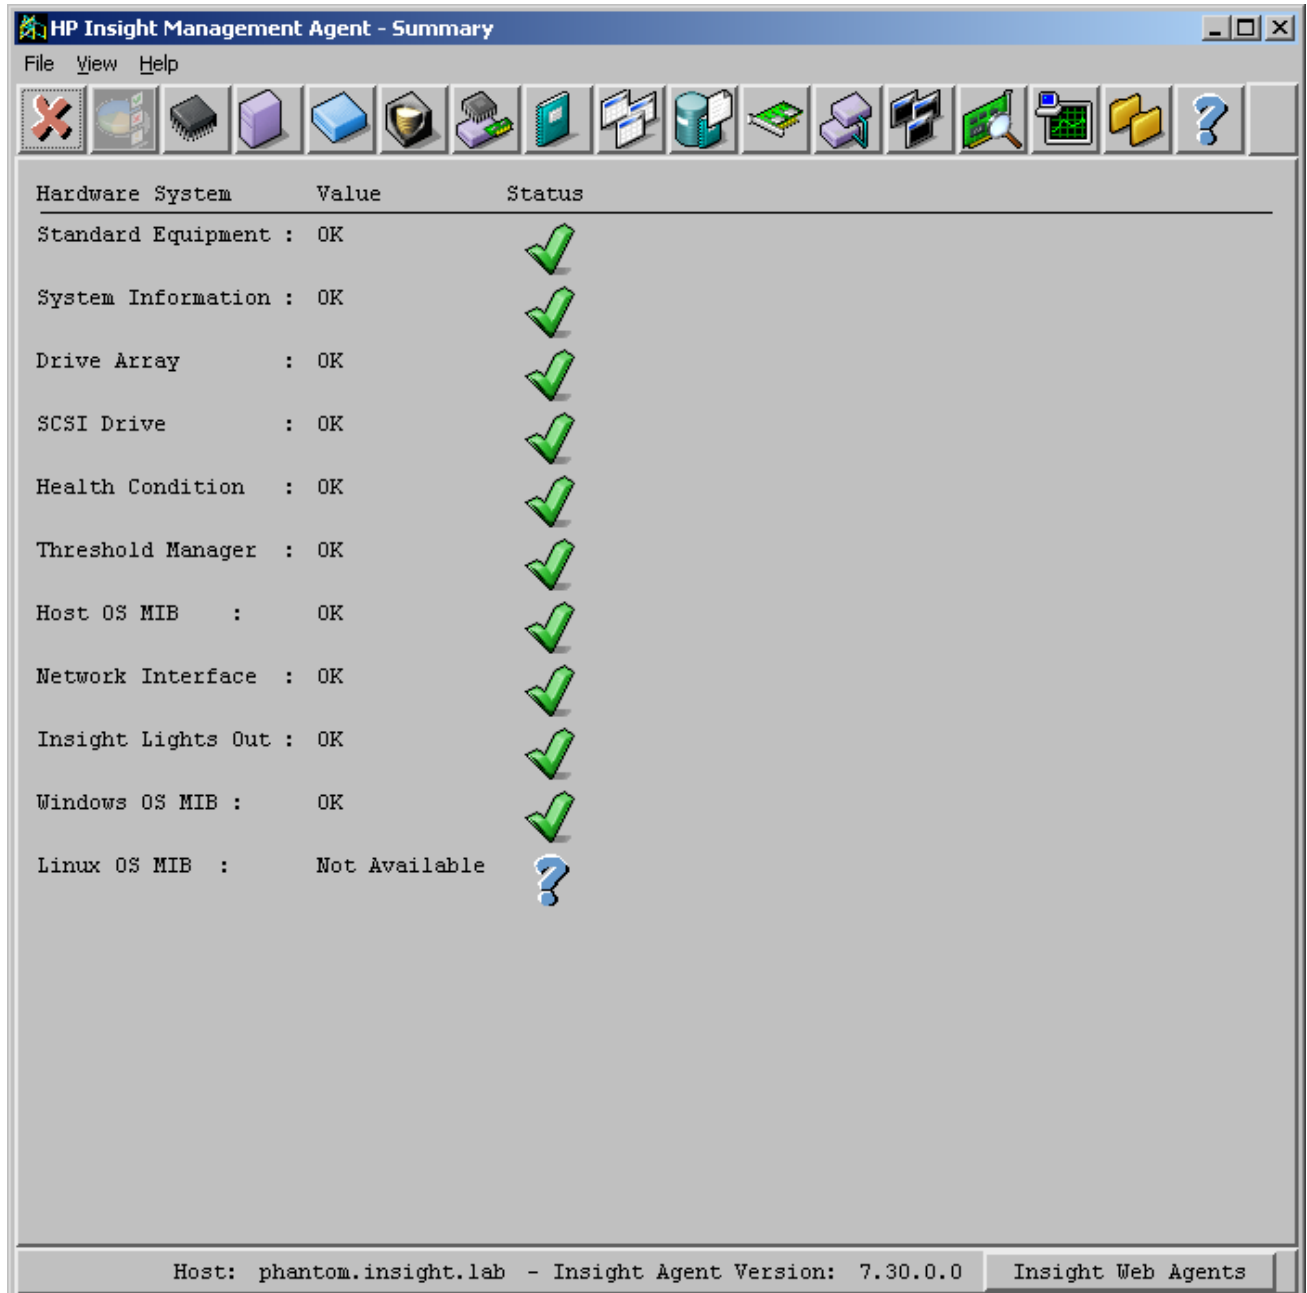 HP Insight Management Agent - Summary
File View Help
Hardware System Value Status
Standard Equipment : OK
System Information : OK
Drive Array : OK
SCSI Drive : OK
Health Condition : OK
Threshold Manager : OK
Host OS MIB : OK
Network Interface : OK
Insight Lights Out : OK
Windows OS MIB : OK
Linux OS MIB : Not Available
Host: phantom.insight.lab - Insight Agent Version: 7.30.0.0 Insight Web Agents